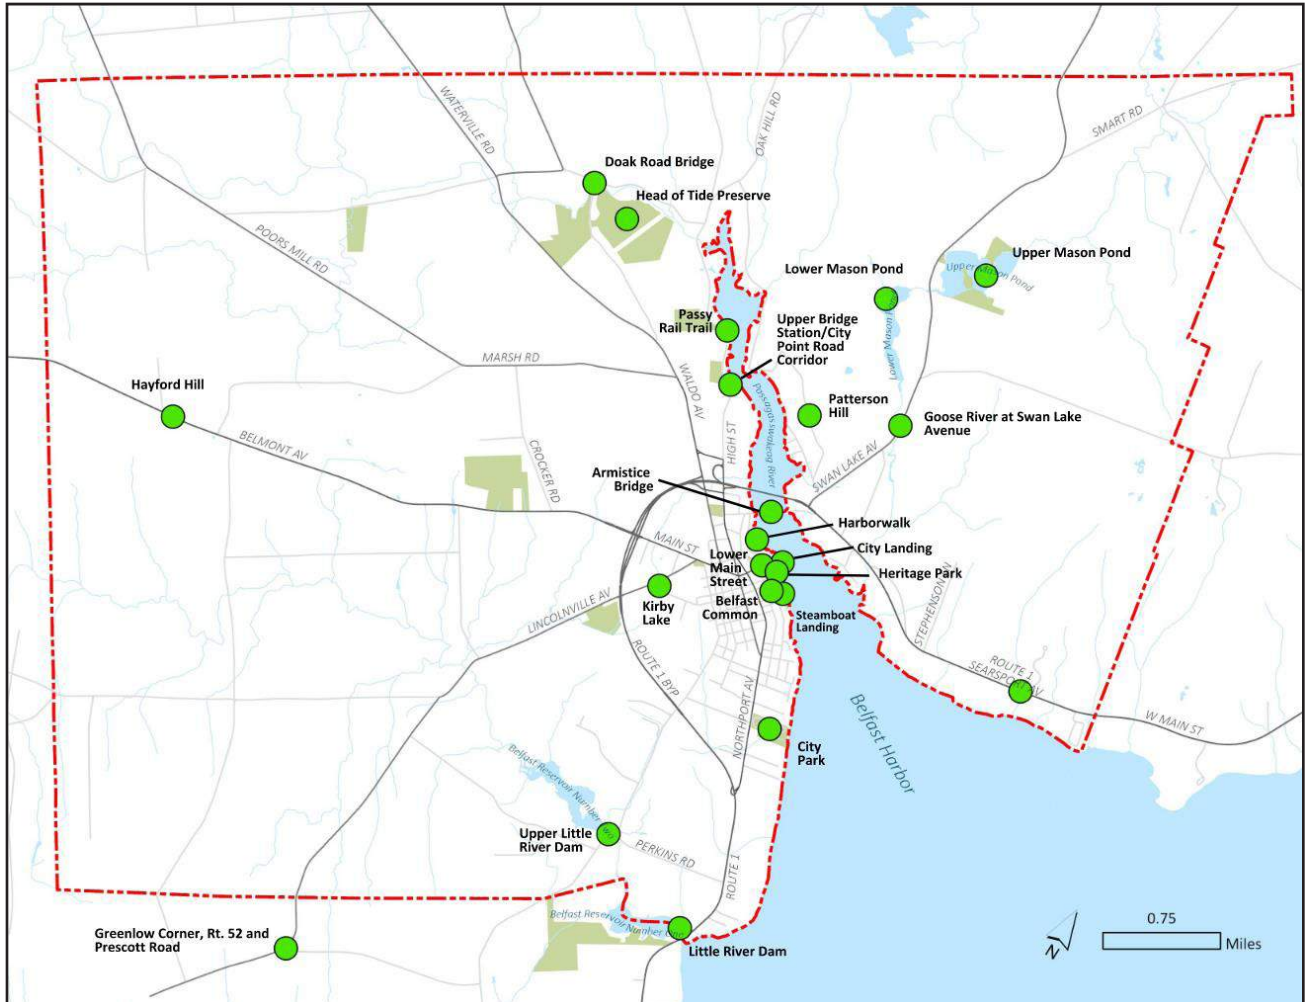 WATERVILLE RD
OAK HILL RD
SMART RD
Doak Road Bridge
Head of Tide Preserve
POORS MILL RD
Upper Mason Pond
Upper Mason Pond
Lower Mason Pond
Passy
Rail Trail
Upper Bridge
Station/City
Point Road
Corridor
MARSH RD
WALDO AV
Hayford Hill
Patterson
Hill
Goose River at Swan Lake
Avenue
Passagassawakeag River
BELMONT AV
CROCKER RD
HIGH ST
SWAN LAKE AV
Armistice
Bridge
Harborwalk
City Landing
Heritage Park
MAIN ST
Lower
Main
Street
Belfast
Common
Steamboat
Landing
Kirby
Lake
LINCOLNVILLE AV
ROUTE 1 BYP
NORTHPORT AV
ROUTE 1
SEARSPORT AV
W MAIN ST
Belfast Harbor
City
Park
Belfast Reservoir Number
Upper Little
River Dam
PERKINS RD
ROUTE 1
Belfast Reservoir Number One
Greenlow Corner, Rt. 52 and
Prescott Road
Little River Dam
N
0.75
Miles